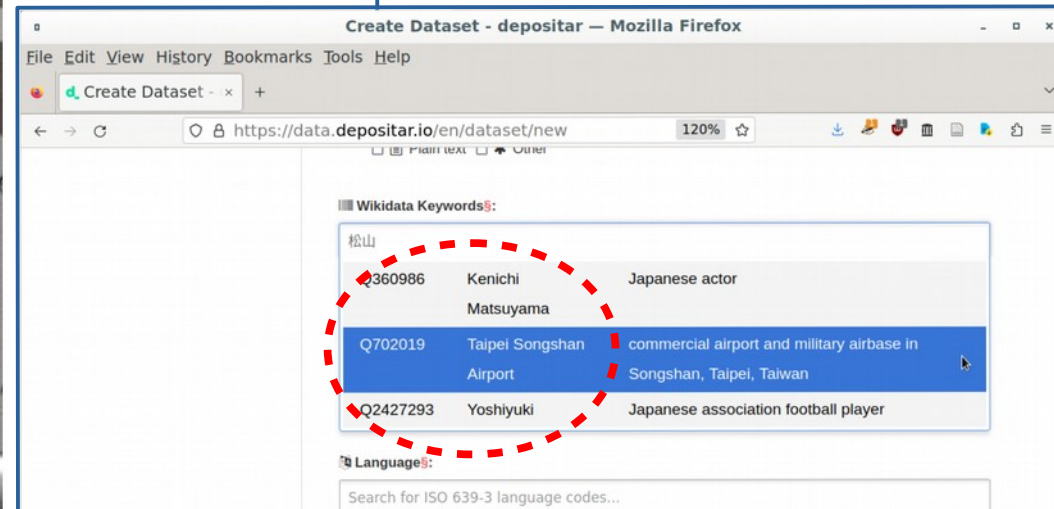 Create Dataset - depositar — Mozilla Firefox
File Edit View History Bookmarks Tools Help
d_ Create Dataset - × +
https://data.depositar.io/en/dataset/new 120%
Plain text Other
Wikidata Keywords§:
松山
Q360986 Kenichi Japanese actor
Matsuyama
Q702019 Taipei Songshan commercial airport and military airbase in
Airport Songshan, Taipei, Taiwan
Q2427293 Yoshiyuki Japanese association football player
Language§:
Search for ISO 639-3 language codes...